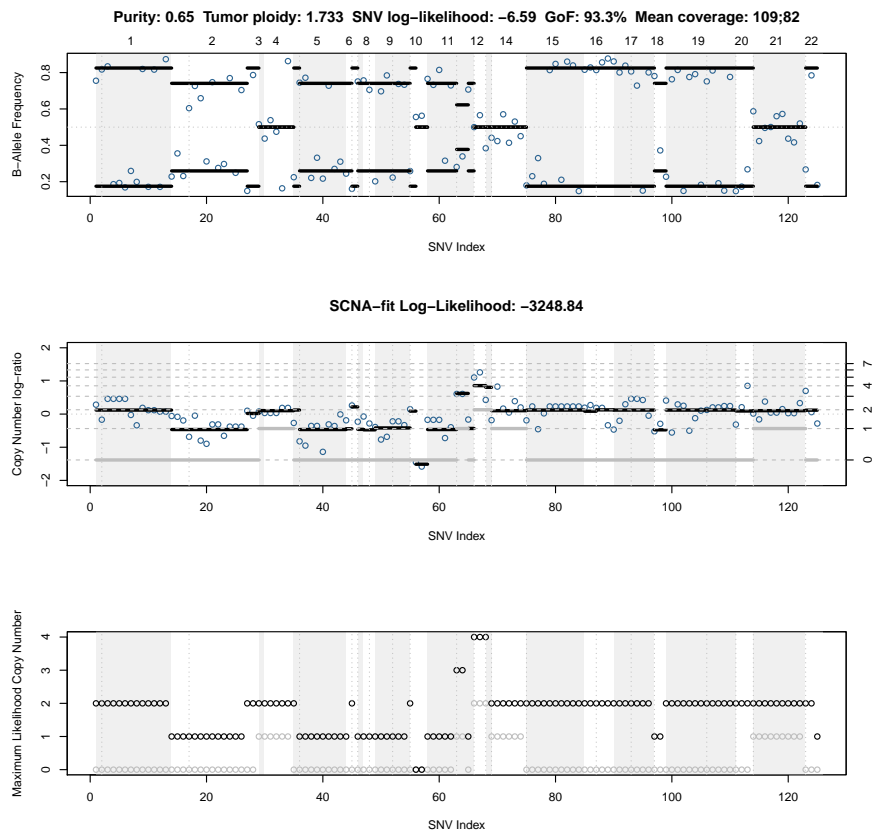 Purity: 0.65 Tumor ploidy: 1.733 SNV log−likelihood: −6.59 GoF: 93.3% Mean coverage: 109;82
1 2 3 4 5 6 8 9 10 11 12 14 15 16 17 18 19 20 21 22
B−Allele Frequency
0.8
0.6
0.4
0.2
0 20 40 60 80 100 120
SNV Index
SCNA−fit Log−Likelihood: −3248.84
Copy Number log−ratio
2
1
0
−1
−2
7
4
2
1
0
0 20 40 60 80 100 120
SNV Index
Maximum Likelihood Copy Number
4
3
2
1
0
0 20 40 60 80 100 120
SNV Index